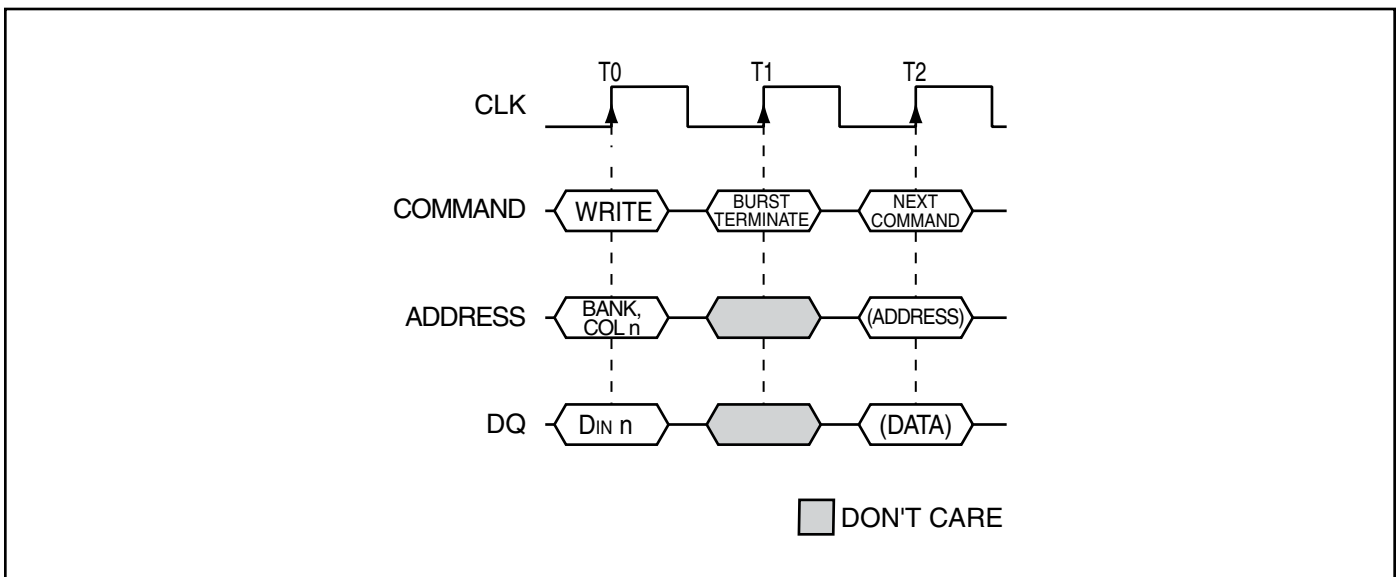 T0 T1 T2
CLK
COMMAND WRITE BURST TERMINATE NEXT COMMAND
ADDRESS BANK, COL n (ADDRESS)
DQ DIN n (DATA)
DON'T CARE